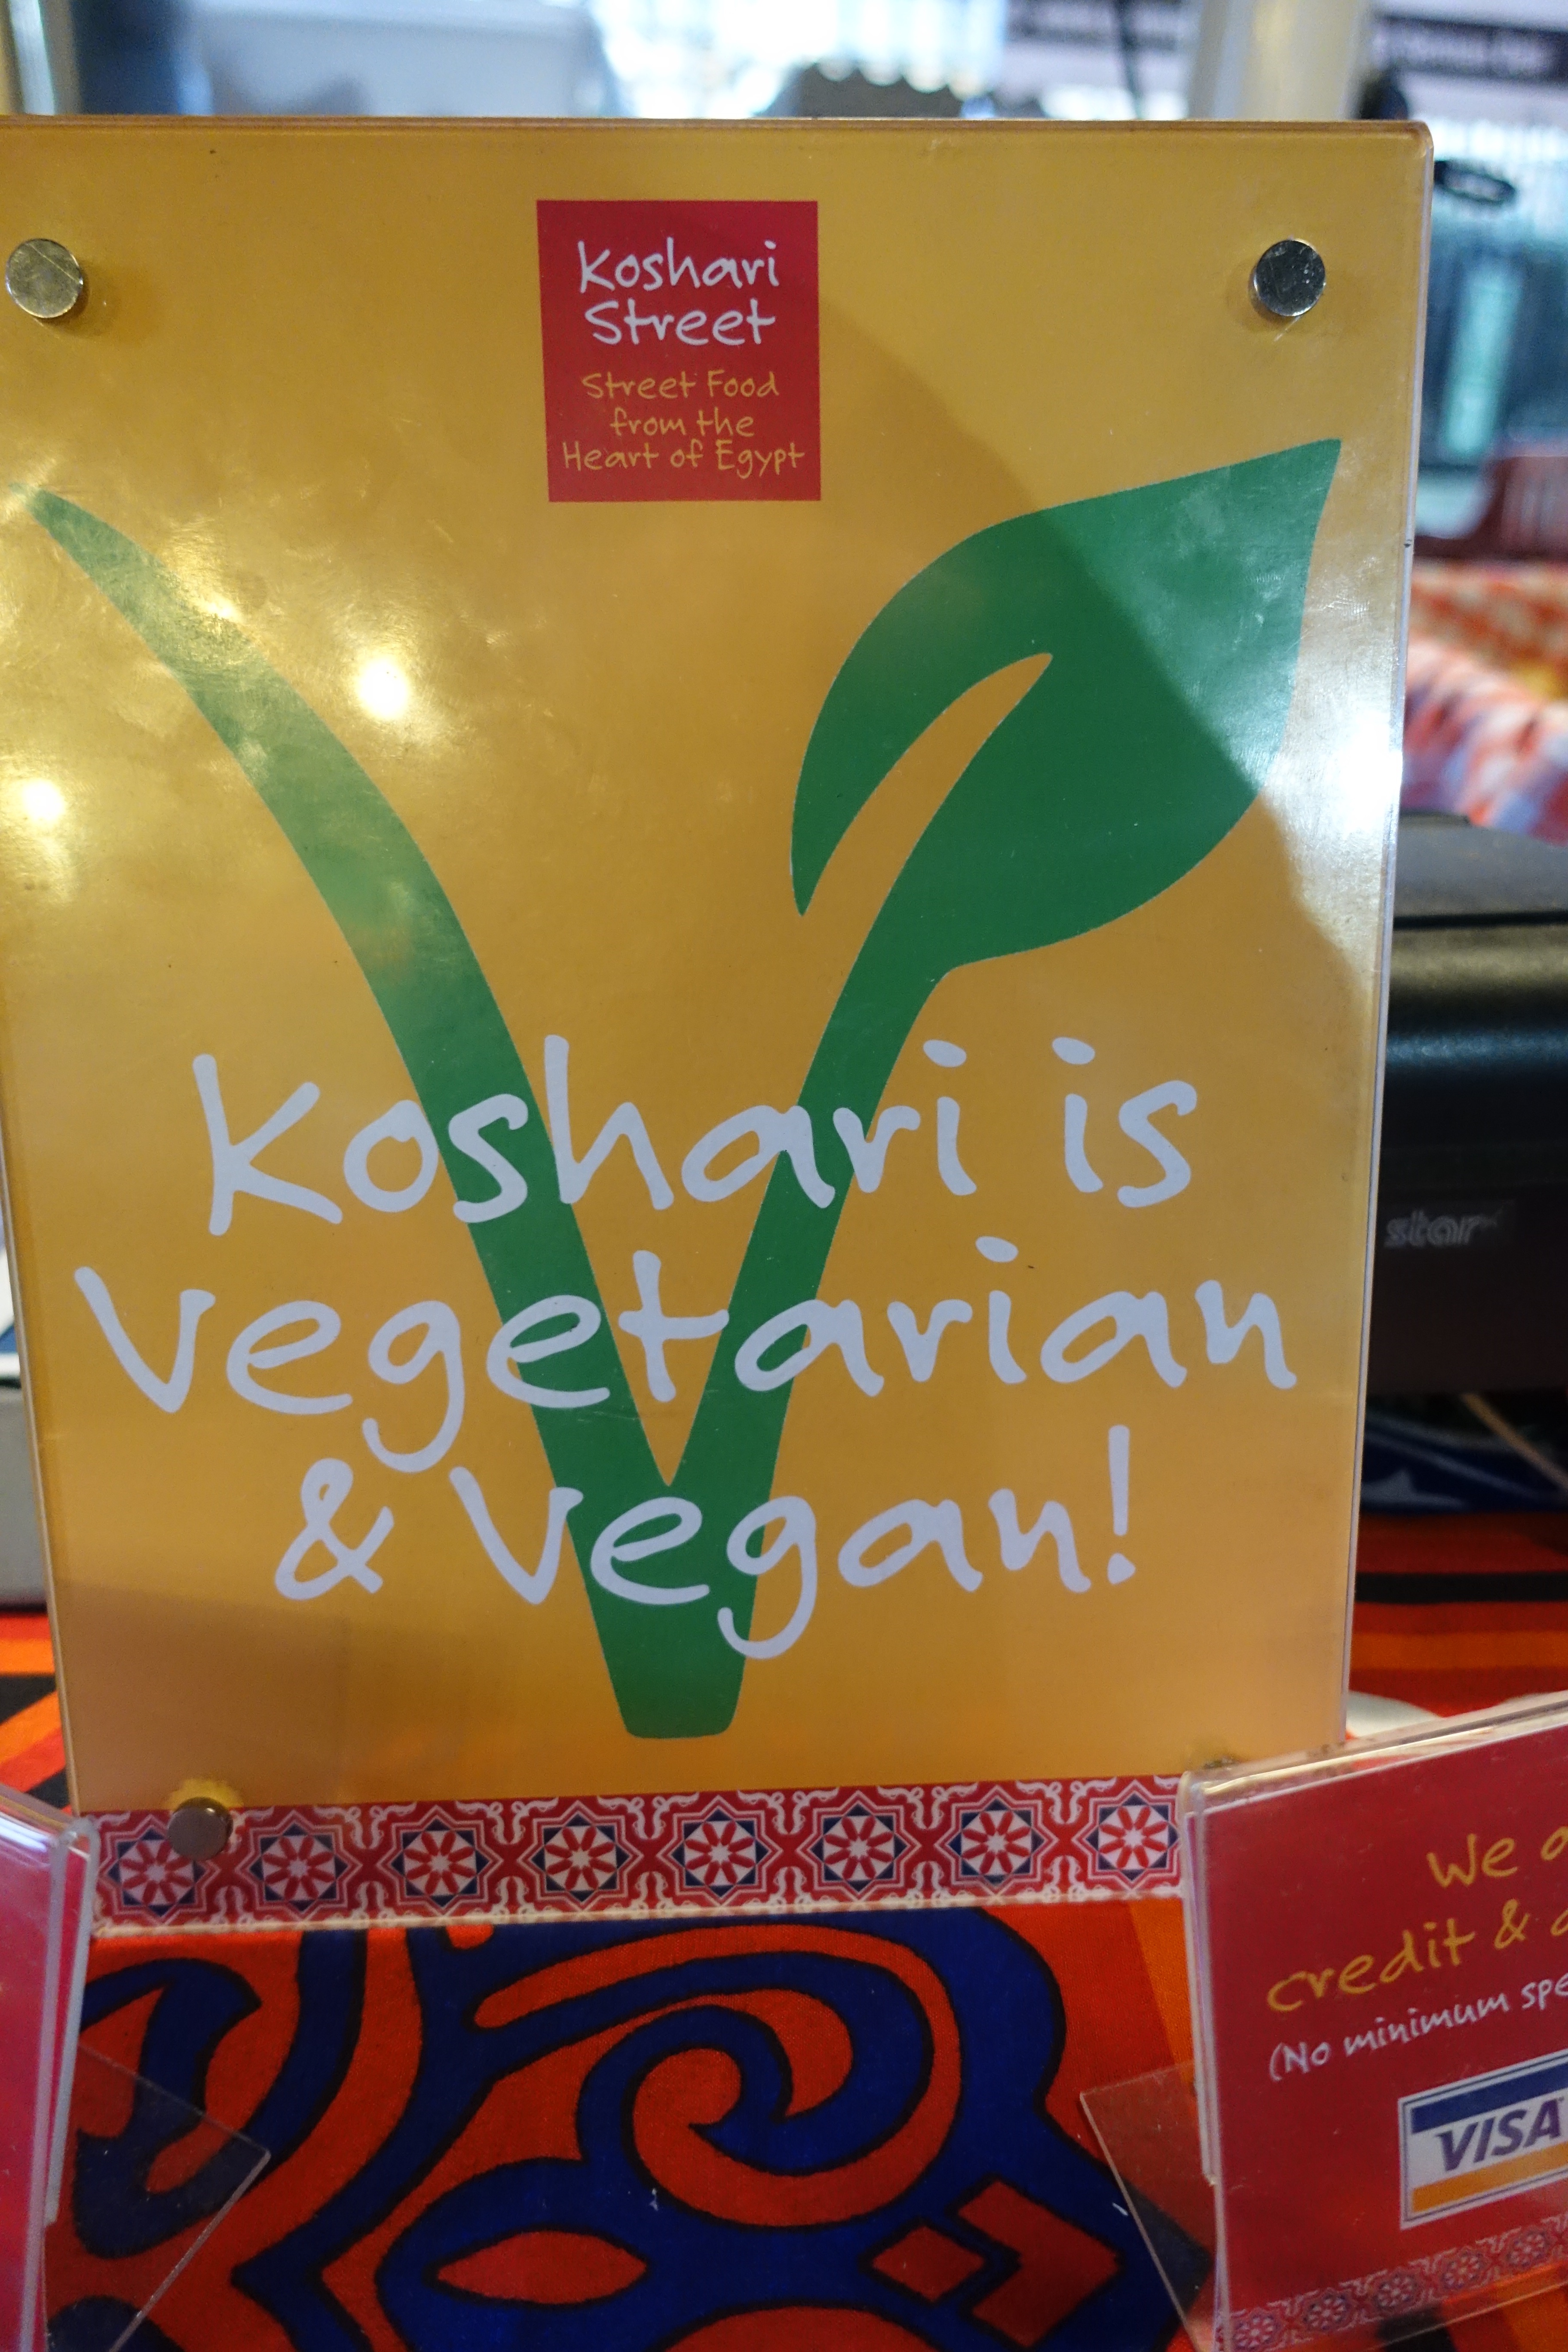 Koshari
Street
Street Food
from the
Heart of Egypt
Koshari is
Vegetarian
& Vegan!
star
We
credit &
(No minimum
VISA